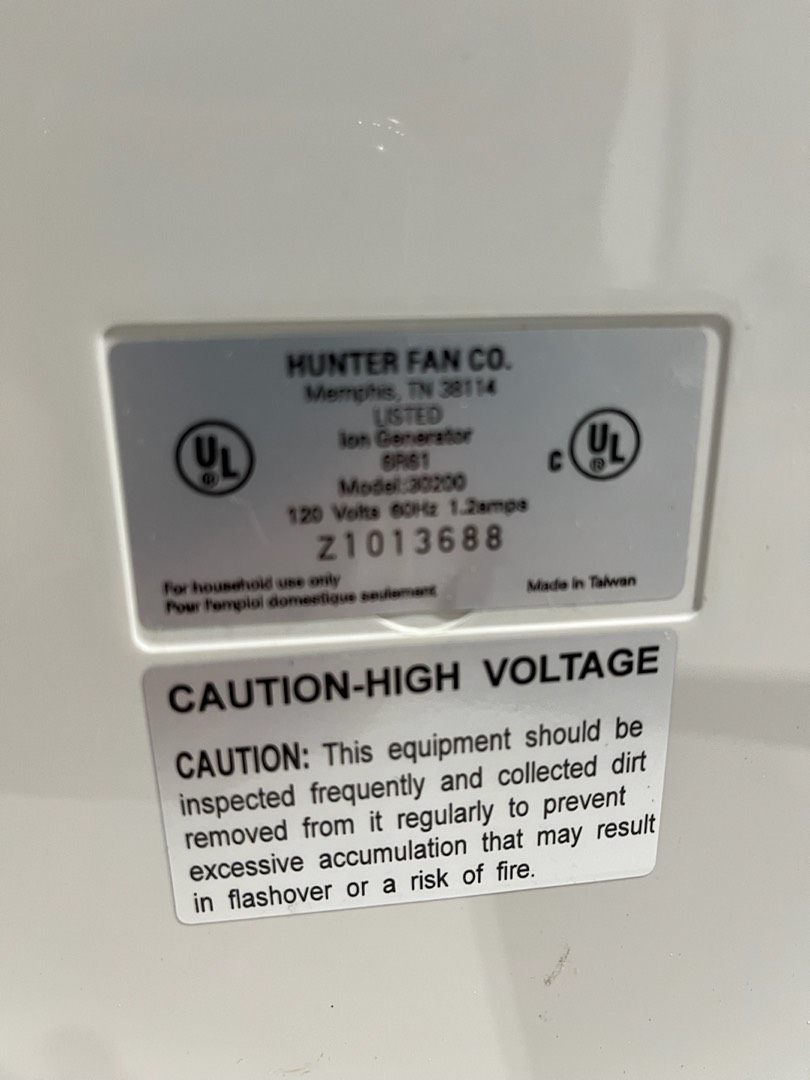 HUNTER FAN CO.
Memphis, TN 38114
LISTED
Ion Generator
Model:30200
120 Volts 60Hz 1.2amps
Z1013688
UL
®
C UL
®
For household use only
Pour l'emploi domestique seulement
Made in Taiwan
CAUTION-HIGH VOLTAGE
CAUTION: This equipment should be
inspected frequently and collected dirt
removed from it regularly to prevent
excessive accumulation that may result
in flashover or a risk of fire.